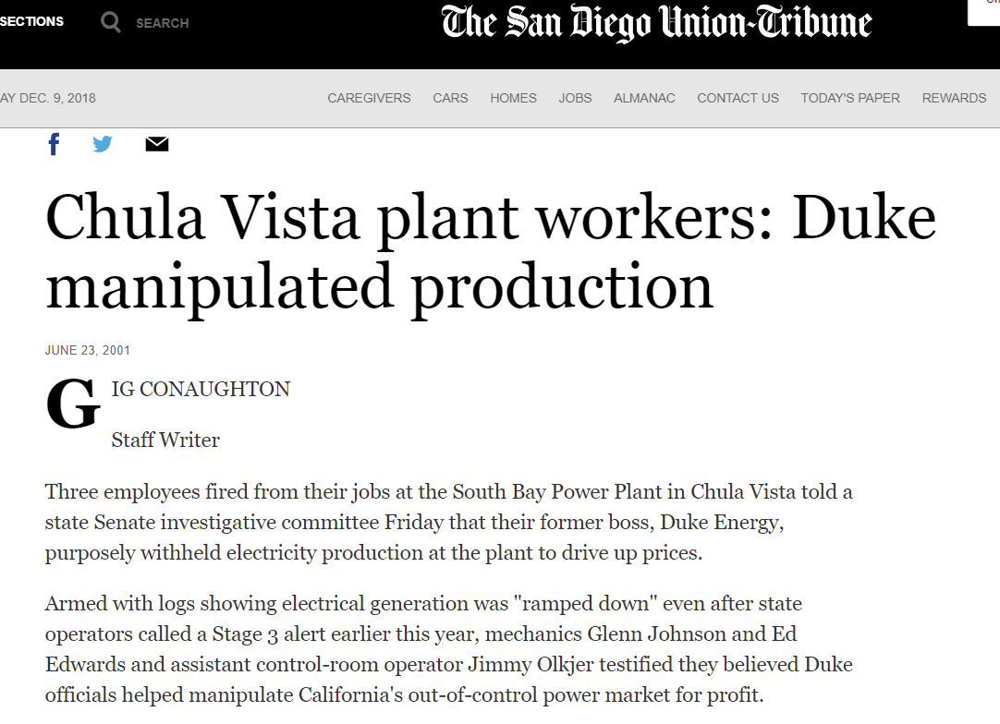 SECTIONS
SEARCH
The San Diego Union-Tribune
AY DEC. 9, 2018
CAREGIVERS CARS HOMES JOBS ALMANAC CONTACT US TODAY'S PAPER REWARDS
Chula Vista plant workers: Duke
manipulated production
JUNE 23, 2001
GIG CONAUGHTON
Staff Writer
Three employees fired from their jobs at the South Bay Power Plant in Chula Vista told a
state Senate investigative committee Friday that their former boss, Duke Energy,
purposely withheld electricity production at the plant to drive up prices.
Armed with logs showing electrical generation was "ramped down" even after state
operators called a Stage 3 alert earlier this year, mechanics Glenn Johnson and Ed
Edwards and assistant control-room operator Jimmy Olkjer testified they believed Duke
officials helped manipulate California's out-of-control power market for profit.